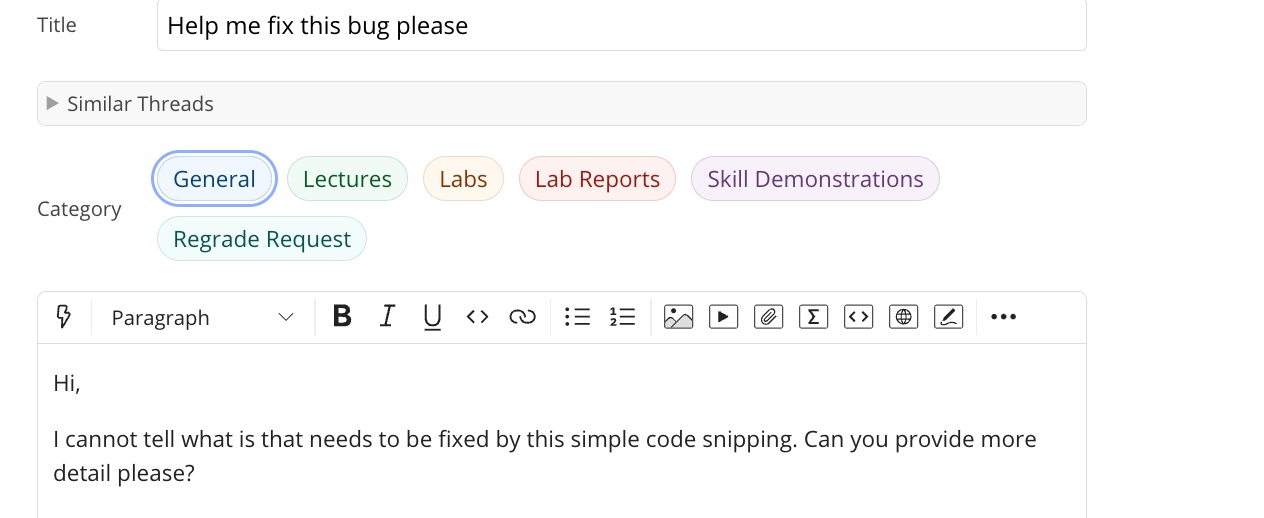 Title Help me fix this bug please
Similar Threads
General Lectures Labs Lab Reports Skill Demonstrations
Category
Regrade Request
Paragraph B I U
Hi,
I cannot tell what is that needs to be fixed by this simple code snipping. Can you provide more
detail please?